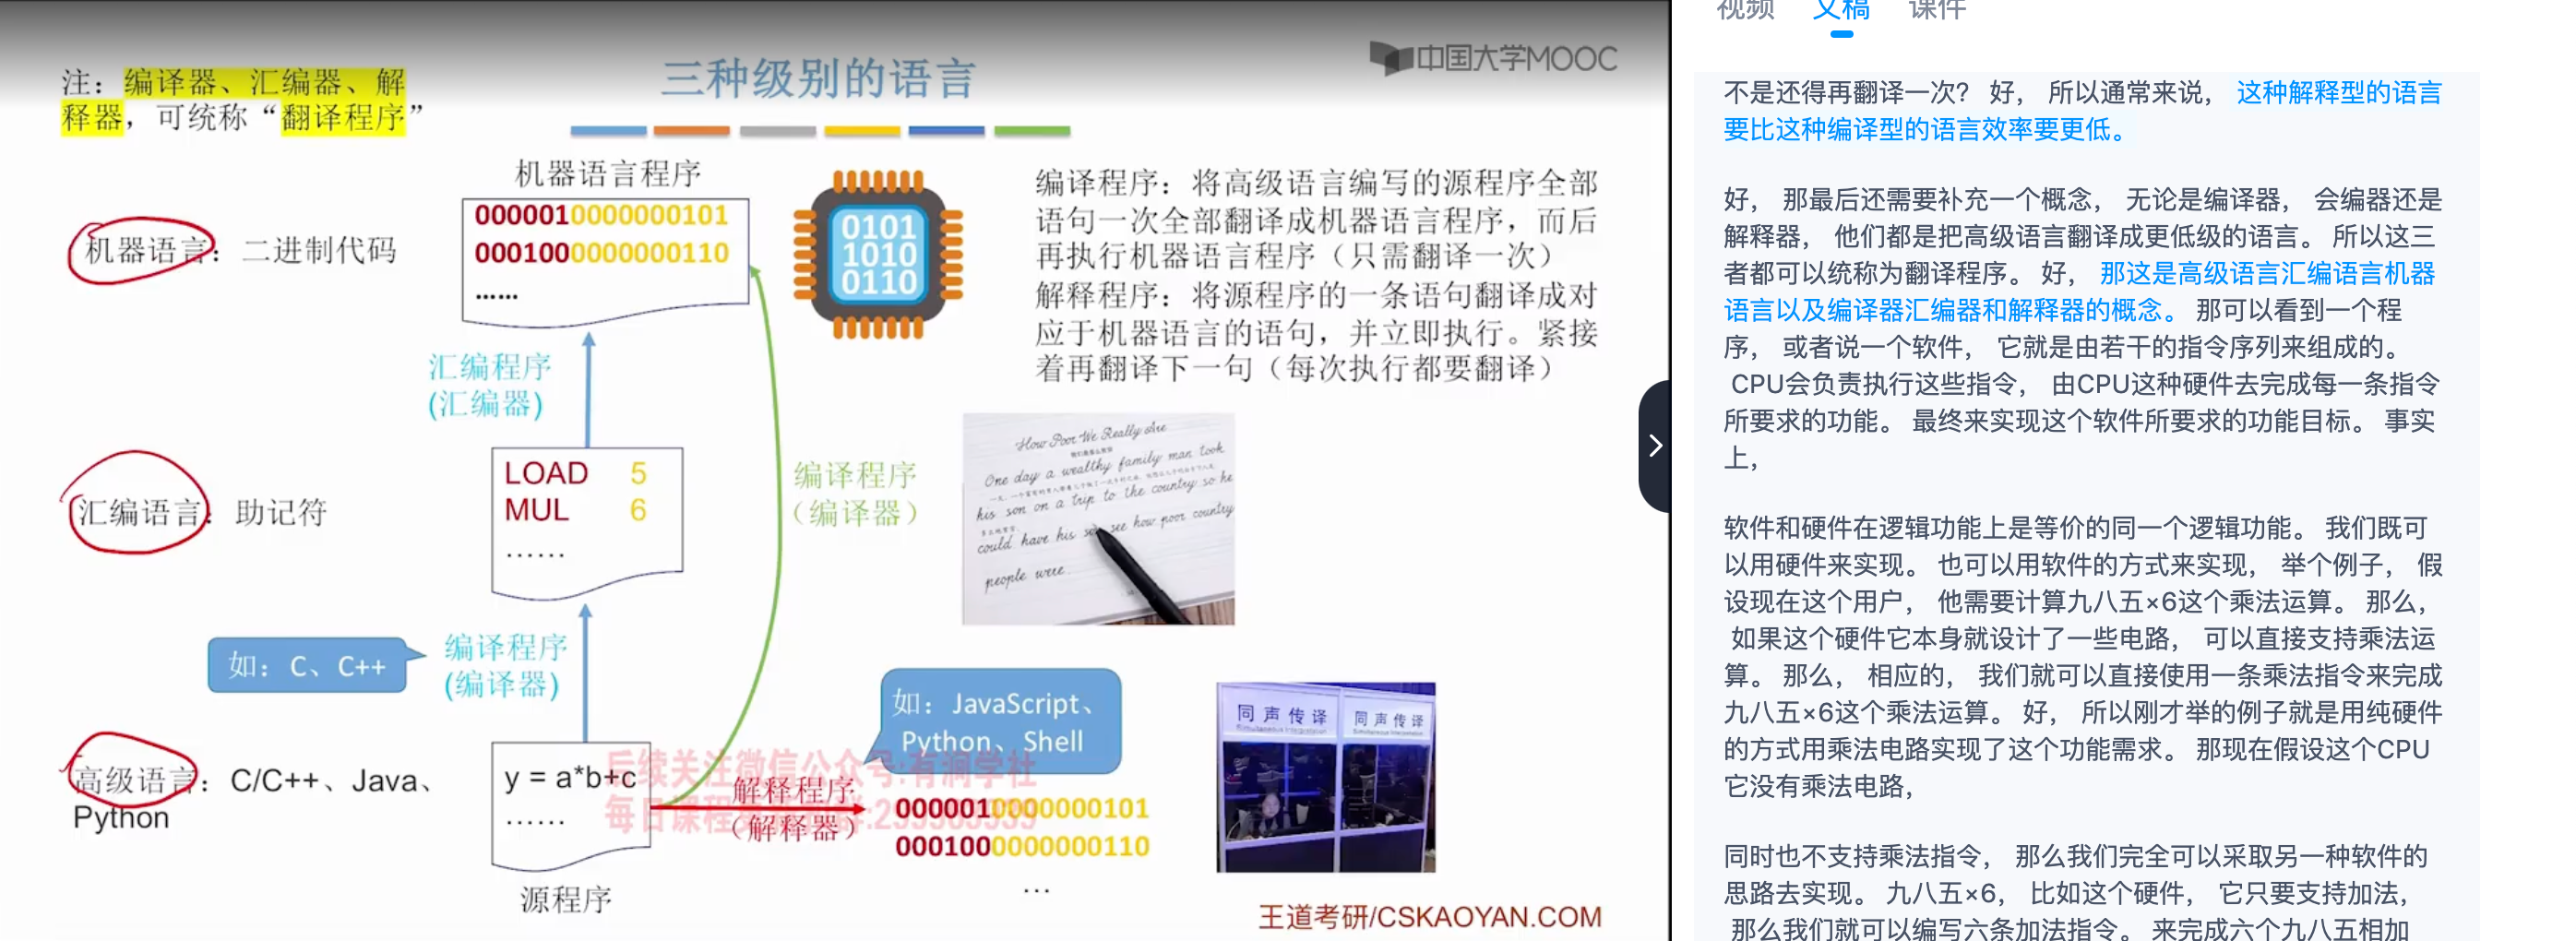 三种级别的语言
中国大学MOOC
注：编译器、汇编器、解
释器，可统称“翻译程序”
机器语言程序
0000010000000101
0001000000000110
......
机器语言：二进制代码
0101
1010
0110
编译程序：将高级语言编写的源程序全部
语句一次全部翻译成机器语言程序，而后
再执行机器语言程序（只需翻译一次）
解释程序：将源程序的一条语句翻译成对
应于机器语言的语句，并立即执行。紧接
着再翻译下一句（每次执行都要翻译）
汇编程序
(汇编器)
LOAD 5
MUL 6
......
汇编语言：助记符
编译程序
（编译器）
How Poor We Really Are
One day a wealthy family man took
his son on a trip to the country so he
could have his son see how poor country
people were.
如：C、C++
编译程序
(编译器)
如：JavaScript、
Python、Shell
同声传译
同声传译
高级语言：C/C++、Java、
Python
y = a*b+c
......
源程序
后续关注微信公众号:有涧学社
解释程序
（解释器）
0000010000000101
0001000000000110
...
王道考研/CSKAOYAN.COM
视频 文稿 课件
不是还得再翻译一次？ 好， 所以通常来说， 这种解释型的语言
要比这种编译型的语言效率要更低。
好， 那最后还需要补充一个概念， 无论是编译器， 会编器还是
解释器， 他们都是把高级语言翻译成更低级的语言。 所以这三
者都可以统称为翻译程序。 好， 那这是高级语言汇编语言机器
语言以及编译器汇编器和解释器的概念。 那可以看到一个程
序， 或者说一个软件， 它就是由若干的指令序列来组成的。
CPU会负责执行这些指令， 由CPU这种硬件去完成每一条指令
所要求的功能。 最终来实现这个软件所要求的功能目标。 事实
上，
软件和硬件在逻辑功能上是等价的同一个逻辑功能。 我们既可
以用硬件来实现。 也可以用软件的方式来实现， 举个例子， 假
设现在这个用户， 他需要计算九八五×6这个乘法运算。 那么，
如果这个硬件它本身就设计了一些电路， 可以直接支持乘法运
算。 那么， 相应的， 我们就可以直接使用一条乘法指令来完成
九八五×6这个乘法运算。 好， 所以刚才举的例子就是用纯硬件
的方式用乘法电路实现了这个功能需求。 那现在假设这个CPU
它没有乘法电路，
同时也不支持乘法指令， 那么我们完全可以采取另一种软件的
思路去实现。 九八五×6， 比如这个硬件， 它只要支持加法，
那么我们就可以编写六条加法指令。 来完成六个九八五相加